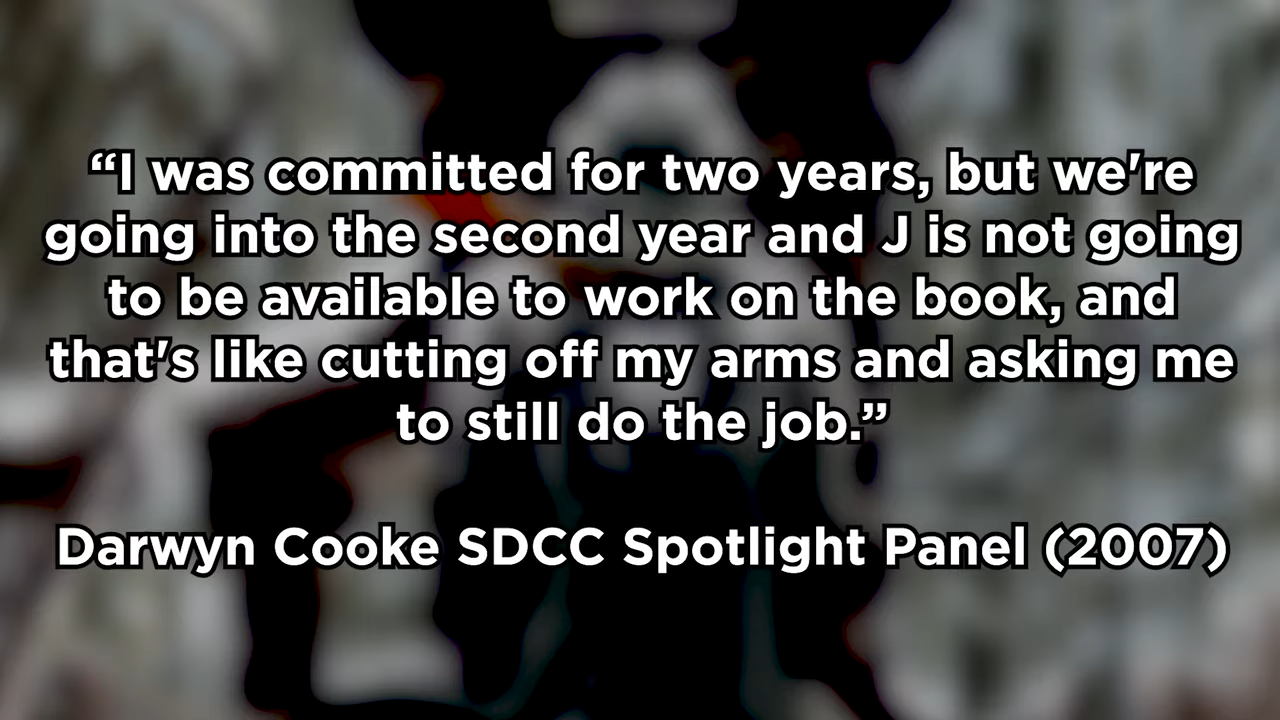 “I was committed for two years, but we're
going into the second year and J is not going
to be available to work on the book, and
that's like cutting off my arms and asking me
to still do the job.”
Darwyn Cooke SDCC Spotlight Panel (2007)